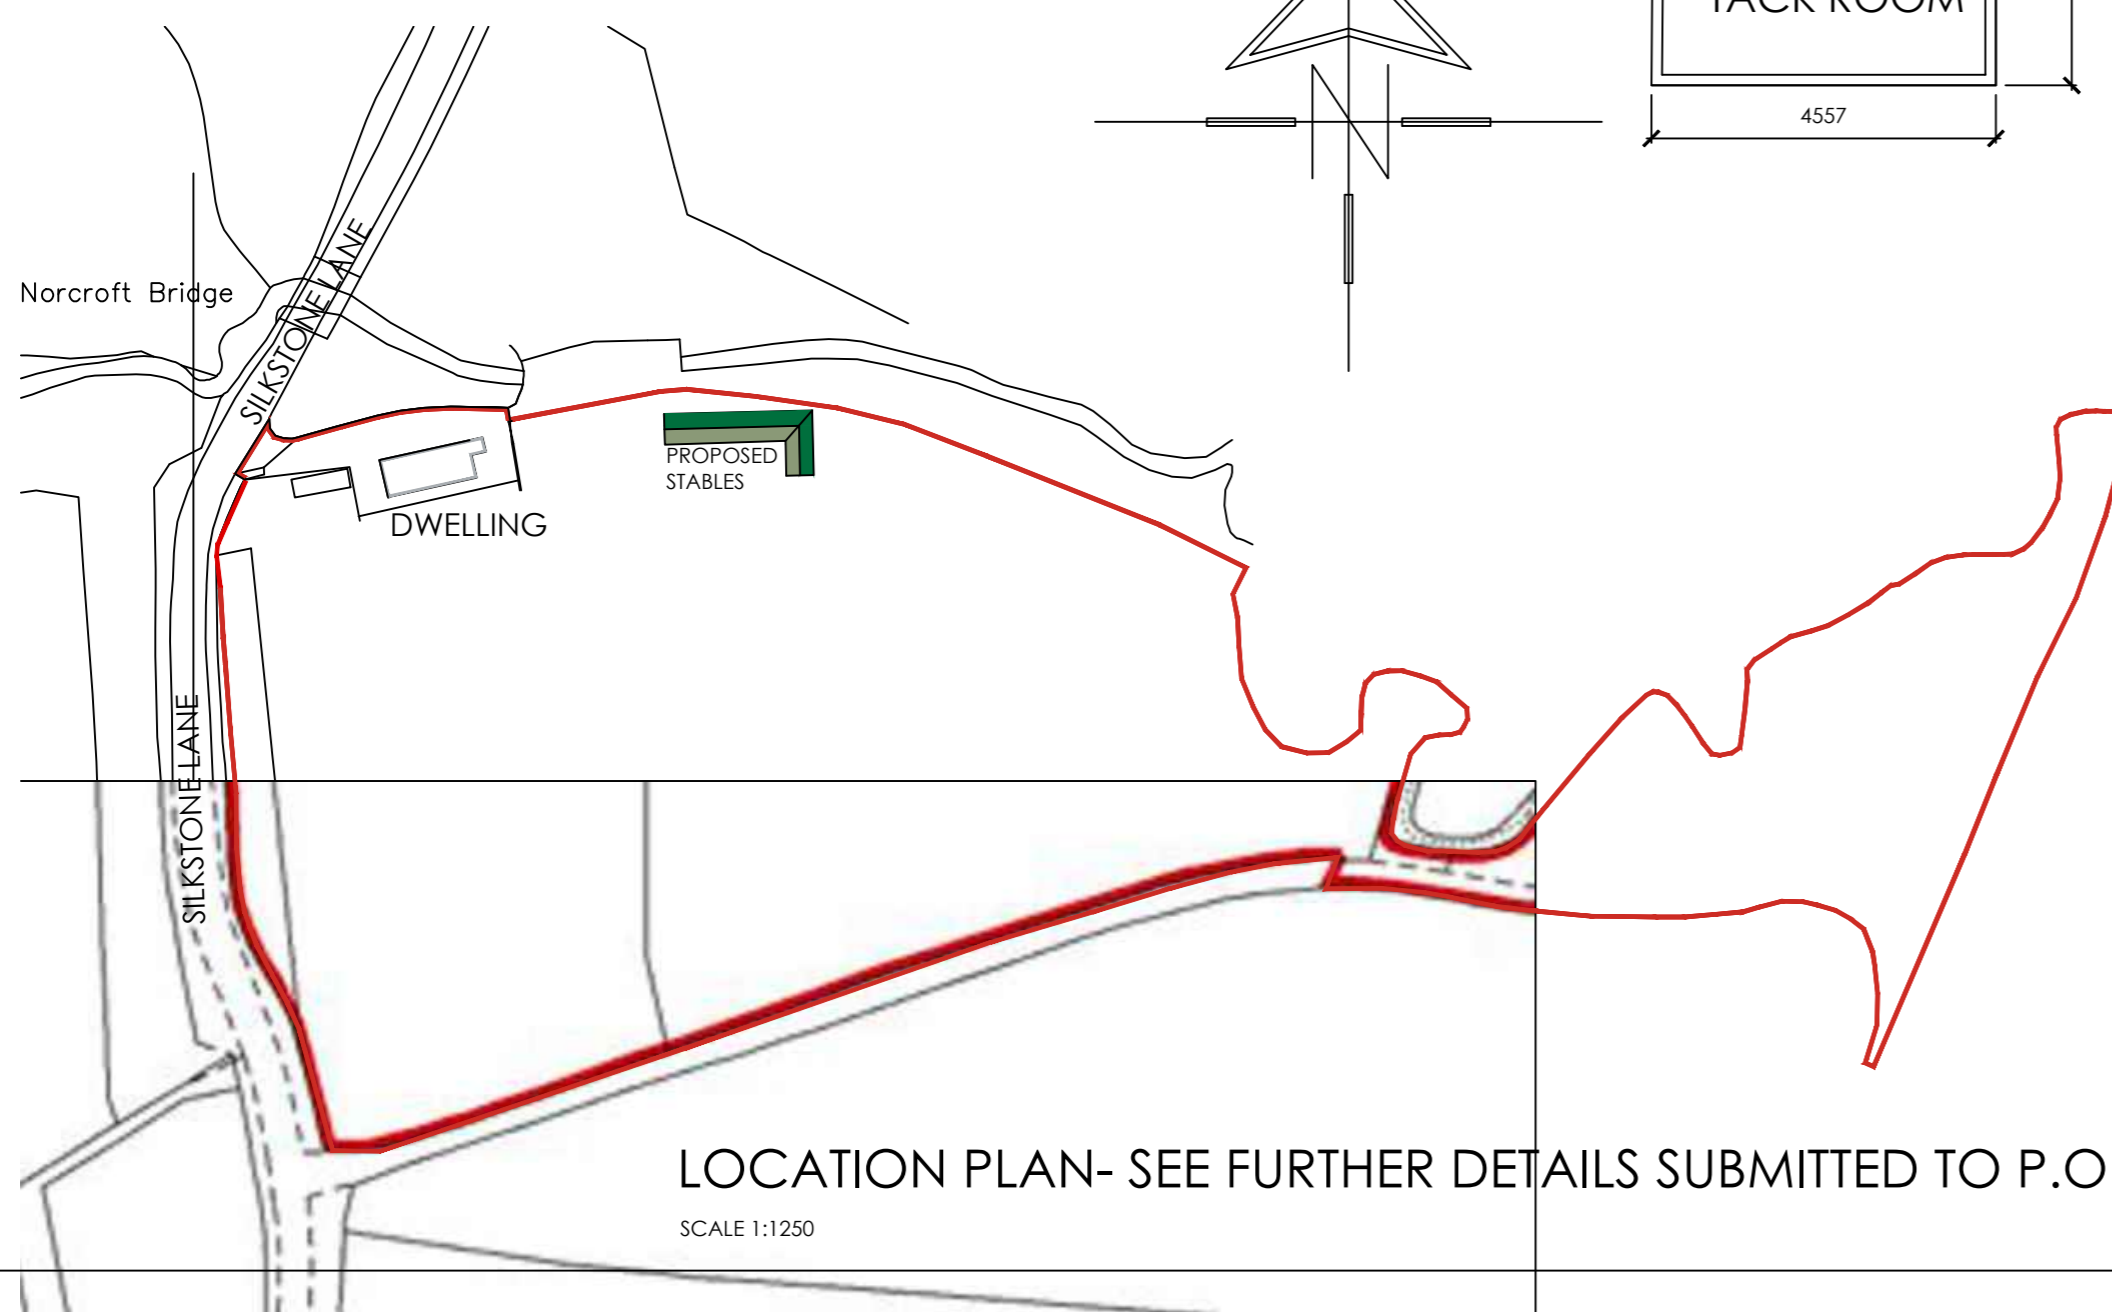 TACK ROOM
4557
N
SILKSTONE LANE
Norcroft Bridge
PROPOSED
STABLES
DWELLING
SILKSTONE LANE
LOCATION PLAN- SEE FURTHER DETAILS SUBMITTED TO P.O
SCALE 1:1250